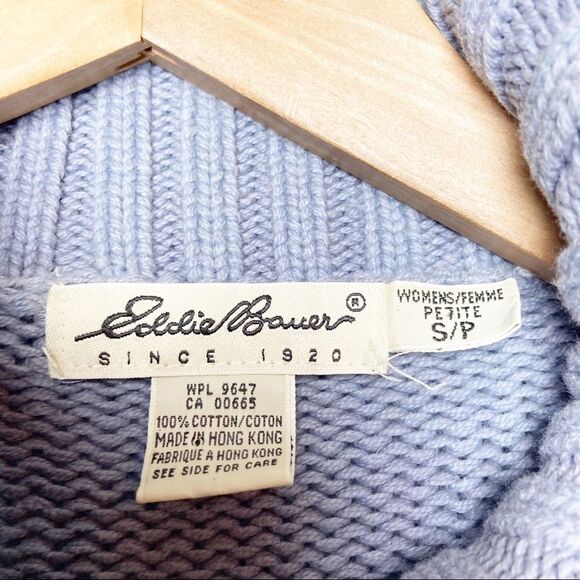 Eddie Bauer®
SINCE 1920
WOMENS/FEMME
PETITE
S/P
WPL 9647
CA 00665
100% COTTON/COTON
MADE IN HONG KONG
FABRIQUE A HONG KONG
SEE SIDE FOR CARE